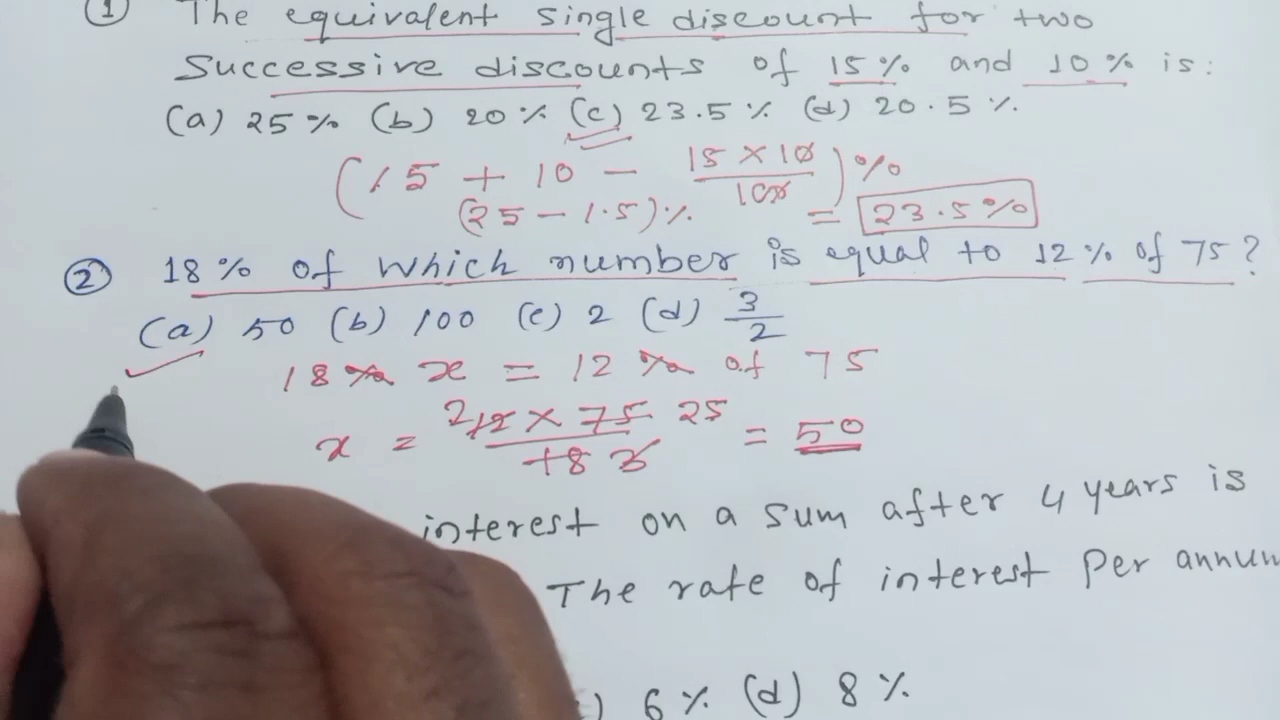 ① The equivalent single discount for two
Successive discounts of 15% and 10% is:
(a) 25% (b) 20% (c) 23.5% (d) 20.5%.
(15 + 10 − 15 × 10 / 100)%
(25 − 1.5)% = 23.5%
② 18% of which number is equal to 12% of 75?
(a) 50 (b) 100 (c) 2 (d) 3/2
18% x = 12% of 75
x = 2 12 × 75 25 / 18 3 = 50
interest on a sum after 4 years is
The rate of interest per annum
) 6% (d) 8%.